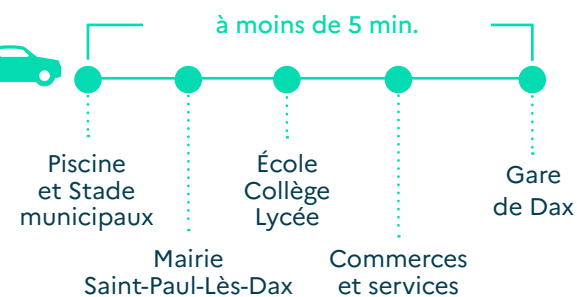 à moins de 5 min.
Piscine
et Stade
municipaux
Mairie
Saint-Paul-Lès-Dax
École
Collège
Lycée
Commerces
et services
Gare
de Dax